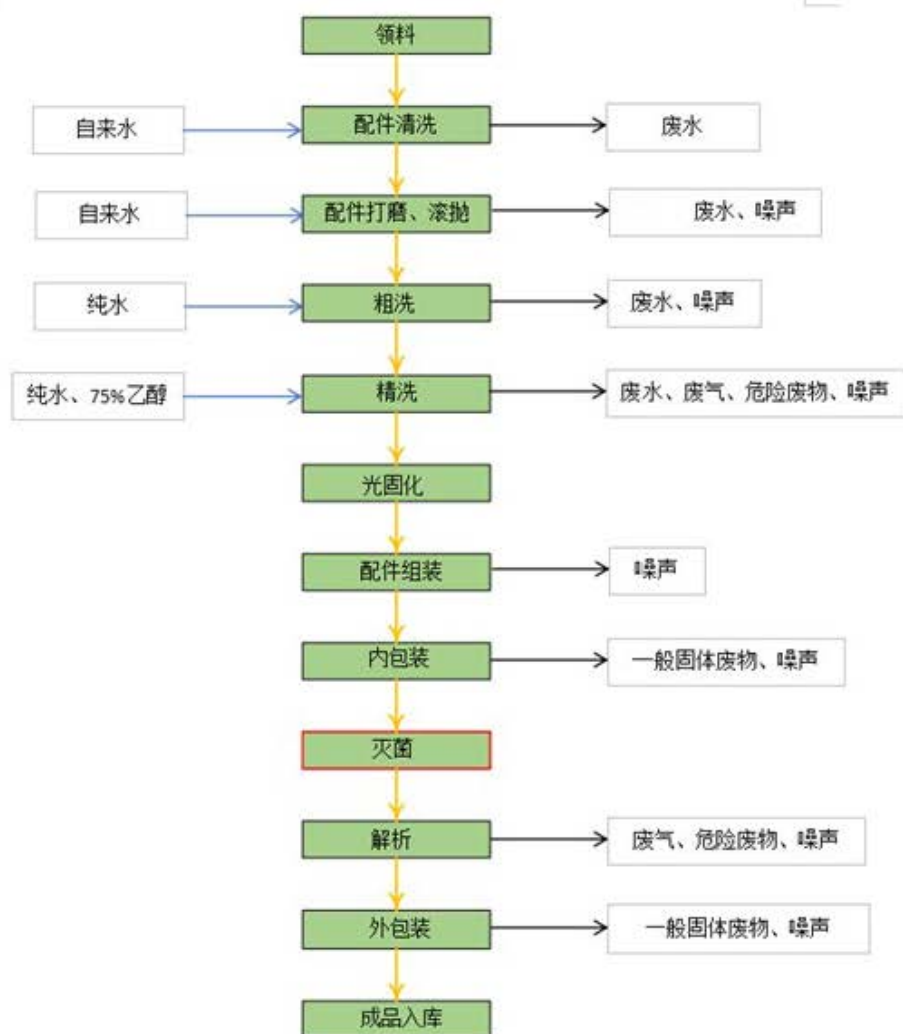 领料
自来水
配件清洗
废水
自来水
配件打磨、滚抛
废水、噪声
纯水
粗洗
废水、噪声
纯水、75%乙醇
精洗
废水、废气、危险废物、噪声
光固化
配件组装
噪声
内包装
一般固体废物、噪声
灭菌
解析
废气、危险废物、噪声
外包装
一般固体废物、噪声
成品入库